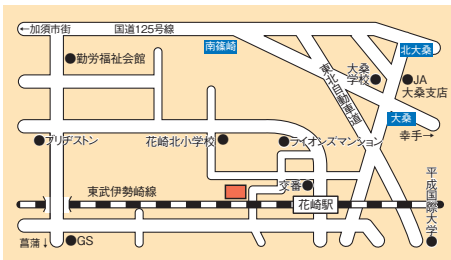 ←加須市街
国道125号線
南篠崎
北大桑
勤労福祉会館
東北自動車道
大桑
学校
JA
大桑支店
大桑
幸手→
ブリヂストン
花崎北小学校
ライオンズマンション
東武伊勢崎線
交番
花崎駅
平成国際大学
菖蒲↓
GS